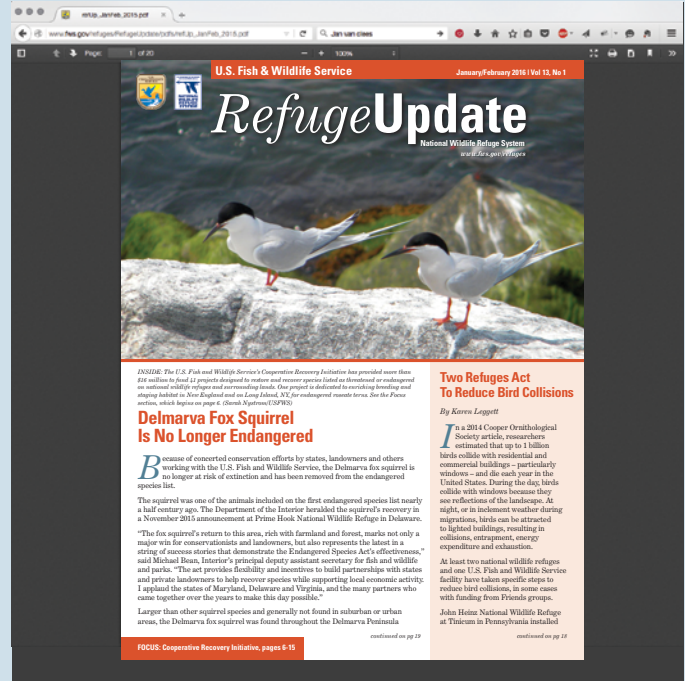 refUp_JanFeb_2015.pdf
www.fws.gov/refuges/RefugeUpdate/pdfs/refUp_JanFeb_2015.pdf
Jan van clees
Page: 1 of 20
100%
U.S. Fish & Wildlife Service
January/February 2016 | Vol 13, No 1
RefugeUpdate
National Wildlife Refuge System
www.fws.gov/refuges
INSIDE: The U.S. Fish and Wildlife Service's Cooperative Recovery Initiative has provided more than
$16 million to fund 41 projects designed to restore and recover species listed as threatened or endangered
on national wildlife refuges and surrounding lands. One project is dedicated to enriching breeding and
staging habitat in New England and on Long Island, NY, for endangered roseate terns. See the Focus
section, which begins on page 6. (Sarah Nystrom/USFWS)
Delmarva Fox Squirrel
Is No Longer Endangered
Because of concerted conservation efforts by states, landowners and others
working with the U.S. Fish and Wildlife Service, the Delmarva fox squirrel is
no longer at risk of extinction and has been removed from the endangered
species list.
The squirrel was one of the animals included on the first endangered species list nearly
a half century ago. The Department of the Interior heralded the squirrel's recovery in
a November 2015 announcement at Prime Hook National Wildlife Refuge in Delaware.
"The fox squirrel's return to this area, rich with farmland and forest, marks not only a
major win for conservationists and landowners, but also represents the latest in a
string of success stories that demonstrate the Endangered Species Act's effectiveness,"
said Michael Bean, Interior's principal deputy assistant secretary for fish and wildlife
and parks. "The act provides flexibility and incentives to build partnerships with states
and private landowners to help recover species while supporting local economic activity.
I applaud the states of Maryland, Delaware and Virginia, and the many partners who
came together over the years to make this day possible."
Larger than other squirrel species and generally not found in suburban or urban
areas, the Delmarva fox squirrel was found throughout the Delmarva Peninsula
continued on pg 19
FOCUS: Cooperative Recovery Initiative, pages 6-15
Two Refuges Act
To Reduce Bird Collisions
By Karen Leggett
In a 2014 Cooper Ornithological
Society article, researchers
estimated that up to 1 billion
birds collide with residential and
commercial buildings – particularly
windows – and die each year in the
United States. During the day, birds
collide with windows because they
see reflections of the landscape. At
night, or in inclement weather during
migrations, birds can be attracted
to lighted buildings, resulting in
collisions, entrapment, energy
expenditure and exhaustion.
At least two national wildlife refuges
and one U.S. Fish and Wildlife Service
facility have taken specific steps to
reduce bird collisions, in some cases
with funding from Friends groups.
John Heinz National Wildlife Refuge
at Tinicum in Pennsylvania installed
continued on pg 18